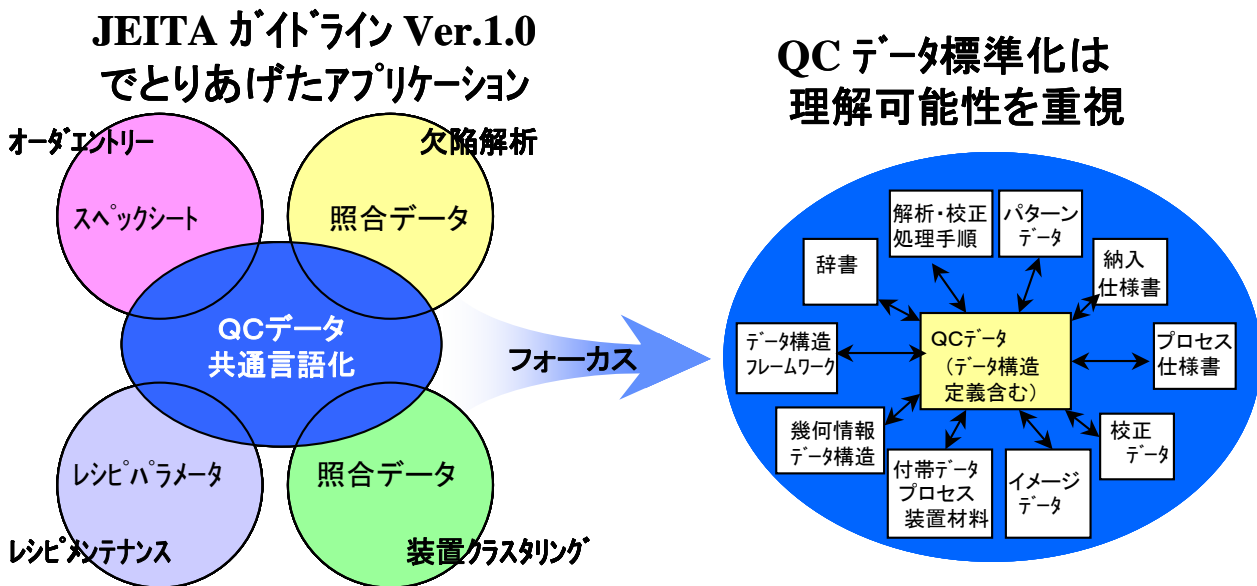 JEITA ガイドライン Ver.1.0
でとりあげたアプリケーション
オーダエントリー
欠陥解析
スペックシート
照合データ
QCデータ
共通言語化
レシピパラメータ
照合データ
レシピメンテナンス
装置クラスタリング
フォーカス
QC データ標準化は
理解可能性を重視
解析・校正
処理手順
パターン
データ
辞書
納入
仕様書
データ構造
フレームワーク
QCデータ
(データ構造
定義含む)
プロセス
仕様書
幾何情報
データ構造
付帯データ
プロセス
装置材料
イメージ
データ
校正
データ